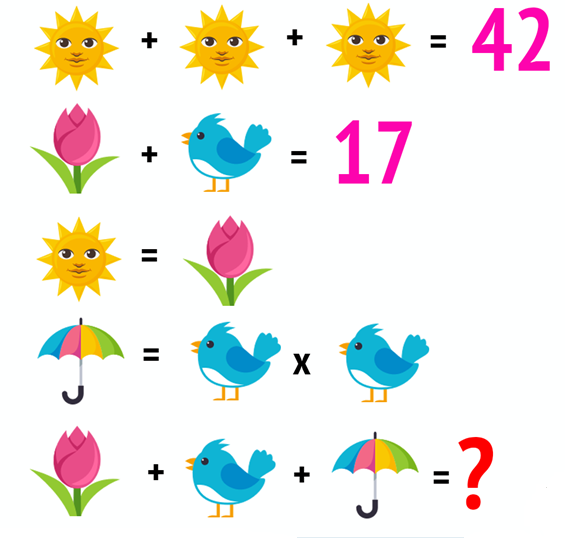 + + = 42
+ = 17
=
= x
+ + = ?